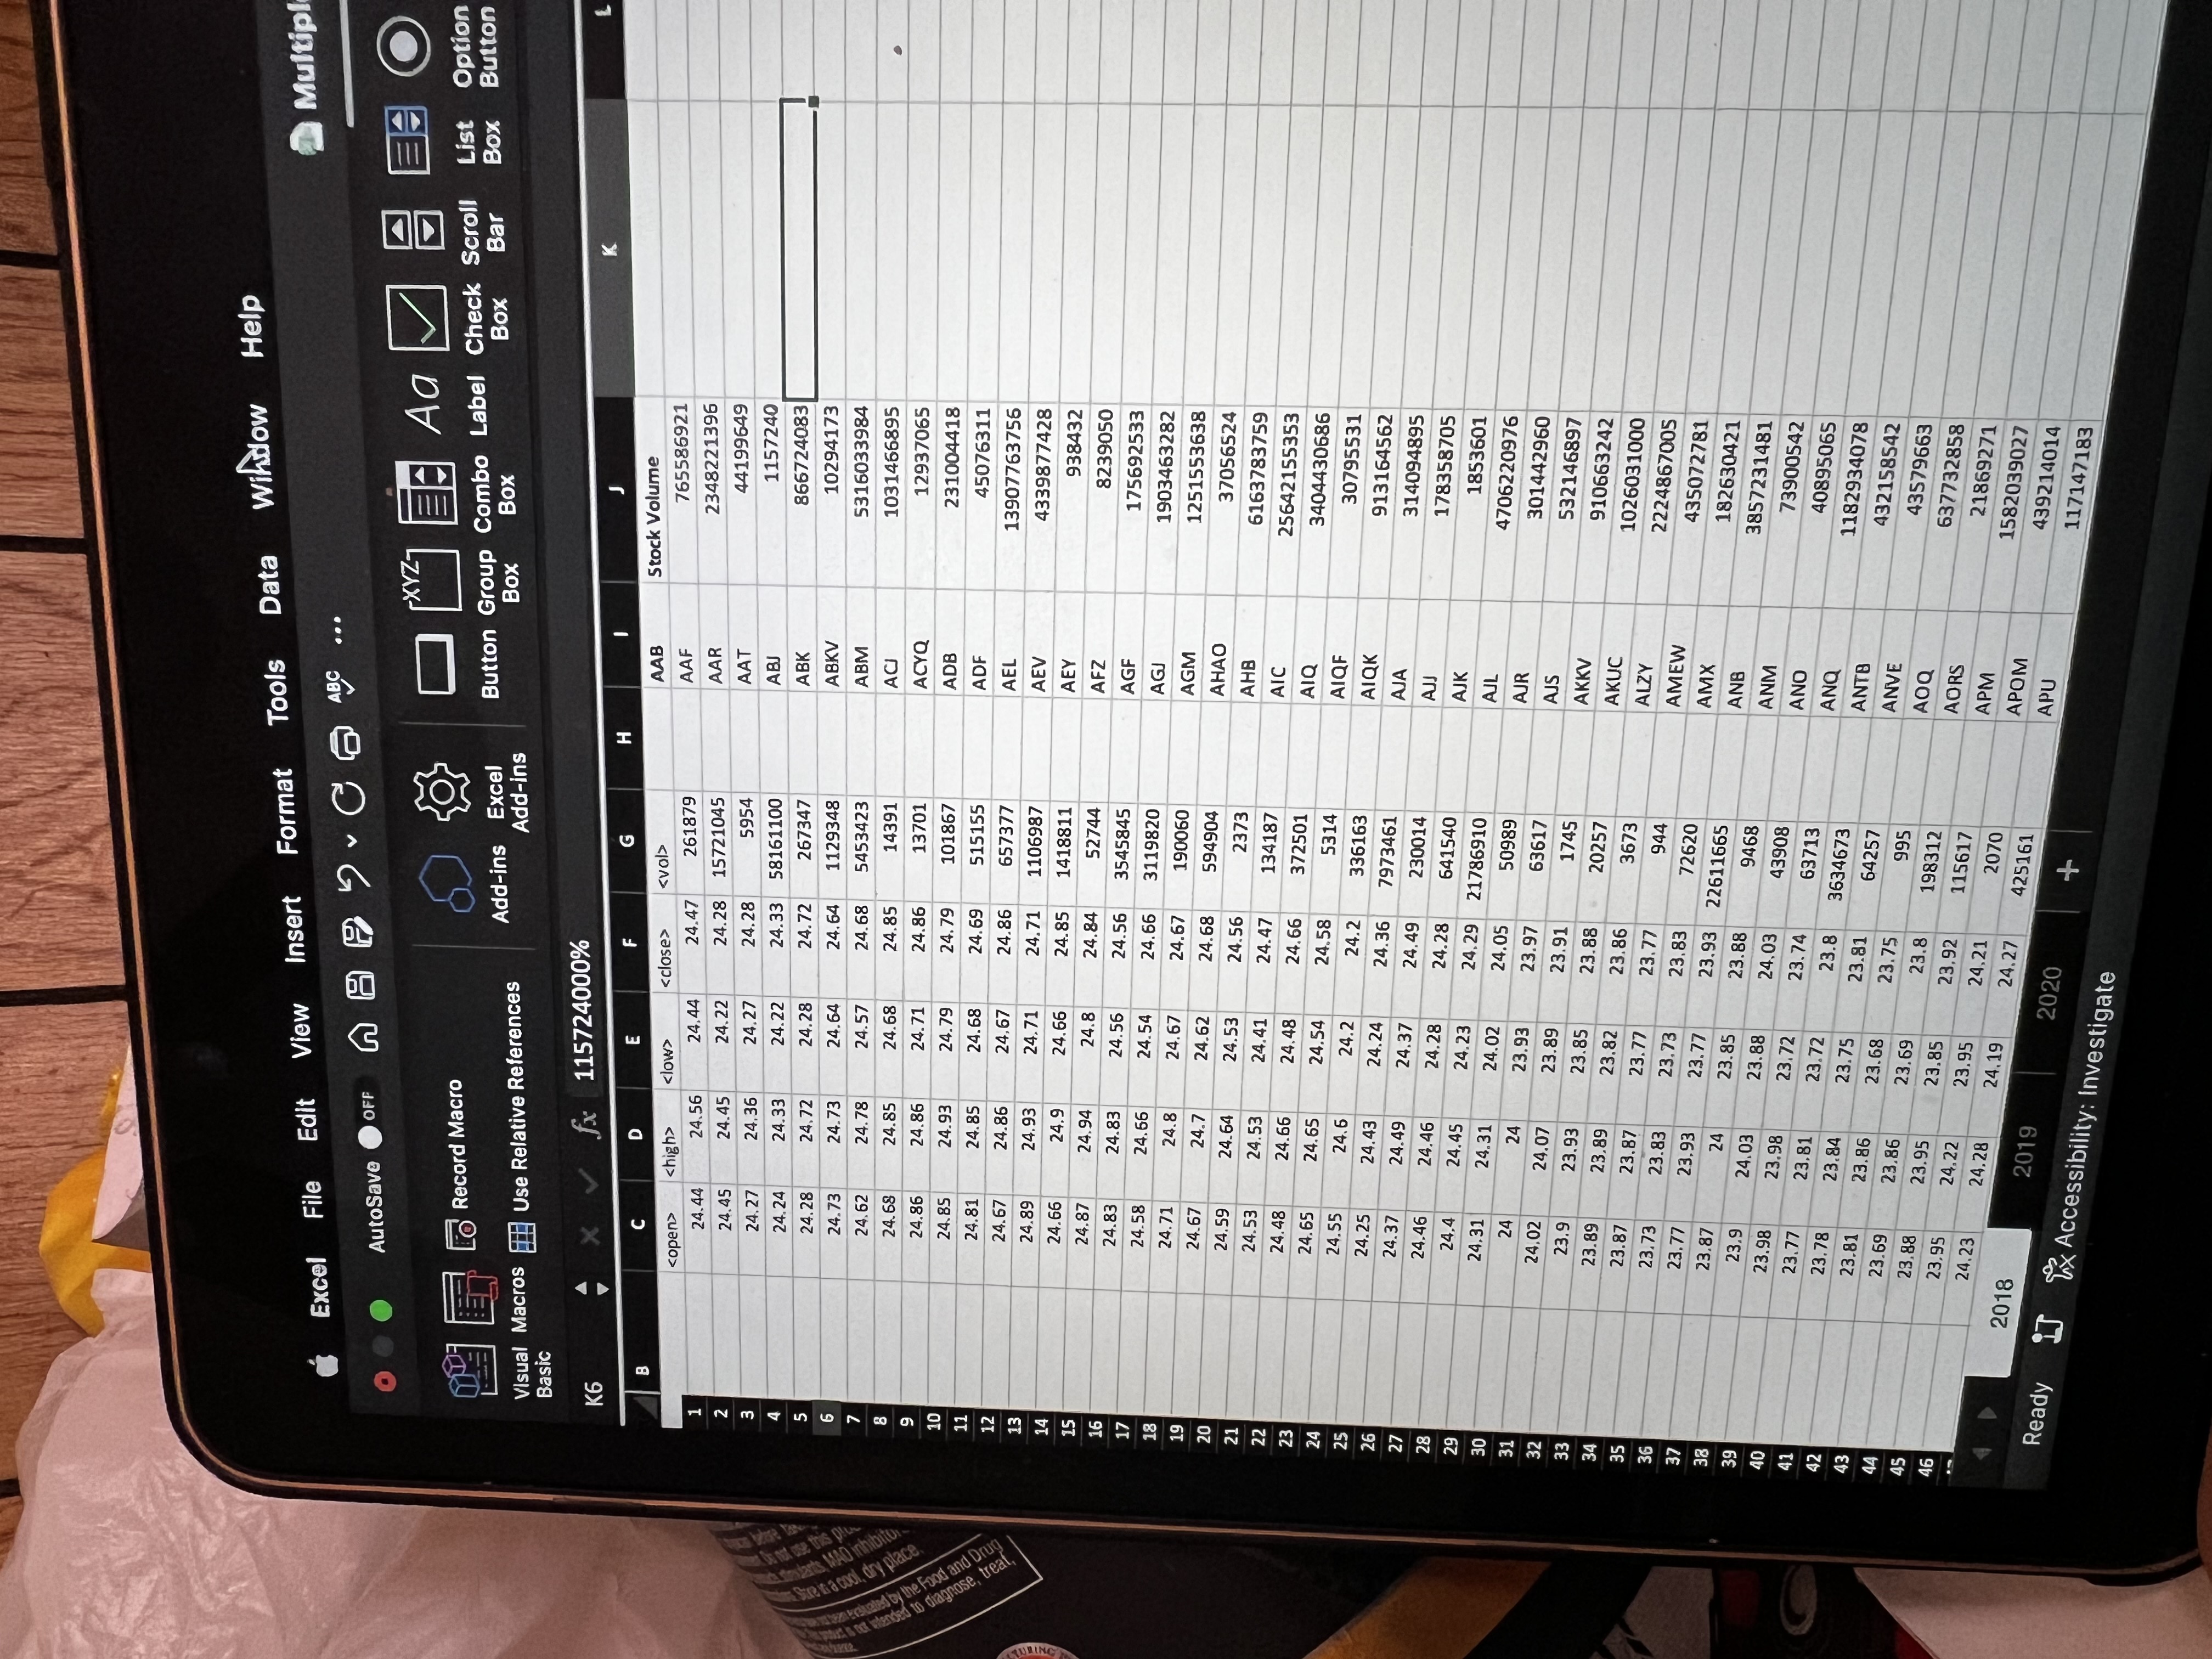 Excel File Edit View Insert Format Tools Data Window Help
AutoSave OFF ABC ... Multipl
Visual Basic Macros Record Macro
Use Relative References
Add-ins Excel Add-ins Button XYZ Group Box Combo Box Aa Label Check Box Scroll Bar List Box Option Button
K6 fx 115724000%
B C D E F G H I J K L
1 <open> <high> <low> <close> <vol> AAB Stock Volume
2 24.44 24.56 24.44 24.47 261879 AAF 765586921
3 24.45 24.45 24.22 24.28 15721045 AAR 2348221396
4 24.27 24.36 24.27 24.28 5954 AAT 44199649
5 24.24 24.33 24.22 24.33 58161100 ABJ 1157240
6 24.28 24.72 24.28 24.72 267347 ABK 866724083
7 24.73 24.73 24.64 24.64 1129348 ABKV 10294173
8 24.62 24.78 24.57 24.68 5453423 ABM 5316033984
9 24.68 24.85 24.68 24.85 14391 ACJ 1031466895
10 24.86 24.86 24.71 24.86 13701 ACYQ 12937065
11 24.85 24.93 24.79 24.79 101867 ADB 231004418
12 24.81 24.85 24.68 24.69 515155 ADF 45076311
13 24.67 24.86 24.67 24.86 657377 AEL 13907763756
14 24.89 24.93 24.71 24.71 1106987 AEV 4339877428
15 24.66 24.9 24.66 24.85 1418811 AEY 938432
16 24.87 24.94 24.8 24.84 52744 AFZ 8239050
17 24.83 24.83 24.56 24.56 3545845 AGF 175692533
18 24.58 24.66 24.54 24.66 3119820 AGJ 1903463282
19 24.71 24.8 24.67 24.67 190060 AGM 1251553638
20 24.67 24.7 24.62 24.68 594904 AHAO 37056524
21 24.59 24.64 24.53 24.56 2373 AHB 6163783759
22 24.53 24.53 24.41 24.47 134187 AIC 25642155353
23 24.48 24.66 24.48 24.66 372501 AIQ 3404430686
24 24.65 24.65 24.54 24.58 5314 AIQF 30795531
25 24.55 24.6 24.2 24.2 336163 AIQK 913164562
26 24.25 24.43 24.24 24.36 7973461 AJA 314094895
27 24.37 24.49 24.37 24.49 230014 AJJ 178358705
28 24.46 24.46 24.28 24.28 641540 AJK 1853601
29 24.4 24.45 24.23 24.29 21786910 AJL 4706220976
30 24.31 24.31 24.02 24.05 50989 AJR 301442960
31 24 24 23.93 23.97 63617 AJS 532146897
32 24.02 24.07 23.89 23.91 1745 AKKV 910663242
33 23.9 23.93 23.85 23.88 20257 AKUC 1026031000
34 23.89 23.89 23.82 23.86 3673 ALZY 2224867005
35 23.87 23.87 23.77 23.77 944 AMEW 435072781
36 23.73 23.83 23.73 23.83 72620 AMX 182630421
37 23.77 23.93 23.77 23.93 22611665 ANB 3857231481
38 23.87 24 23.85 23.88 9468 ANM 73900542
39 23.9 24.03 23.88 24.03 43908 ANO 40895065
40 23.98 23.98 23.72 23.74 63713 ANQ 1182934078
41 23.77 23.81 23.72 23.8 3634673 ANTB 432158542
42 23.78 23.84 23.75 23.81 64257 ANVE 43579663
43 23.81 23.86 23.68 23.75 995 AOQ 637732858
44 23.69 23.86 23.69 23.8 198312 AORS 21869271
45 23.88 23.95 23.85 23.92 115617 APM 1582039027
46 23.95 24.22 23.95 24.21 2070 APOM 439214014
24.23 24.28 24.19 24.27 425161 APU 117147183
2018 2019 2020 +
Ready Accessibility: Investigate
Store in a cool, dry place.
by the Food and Drug
intended to diagnose, treat,